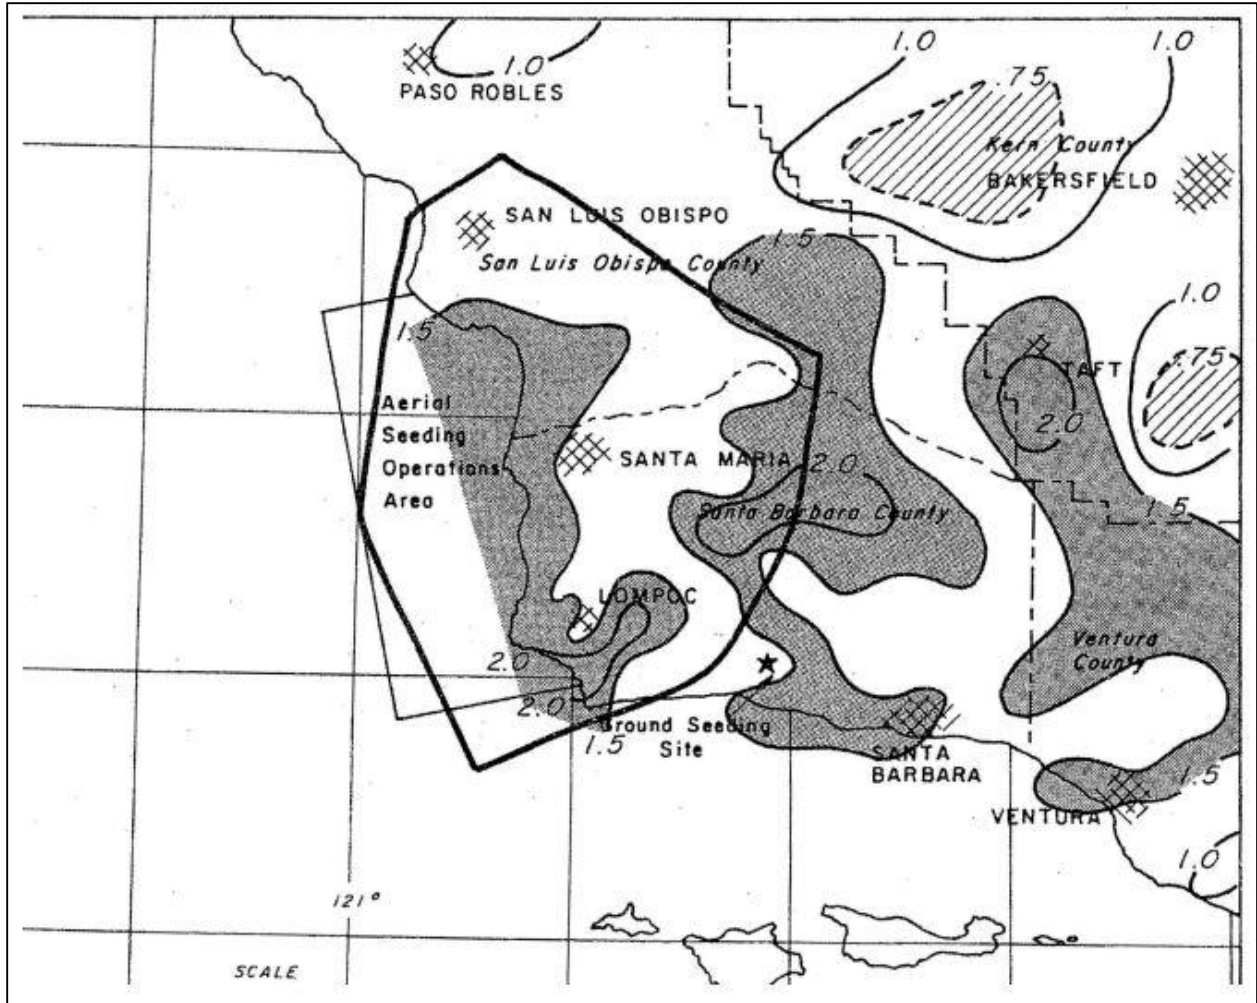 1.0
PASO ROBLES
1.0
1.0
.75
Kern County
BAKERSFIELD
SAN LUIS OBISPO
San Luis Obispo County
1.5
1.0
1.5
.75
TAFT
2.0
Aerial
Seeding
Operations
Area
SANTA MARIA
2.0
Santa Barbara County
1.5
LOMPOC
2.0
2.0
1.5
Ground Seeding
Site
Ventura
County
SANTA
BARBARA
1.5
VENTURA
1.0
121°
SCALE